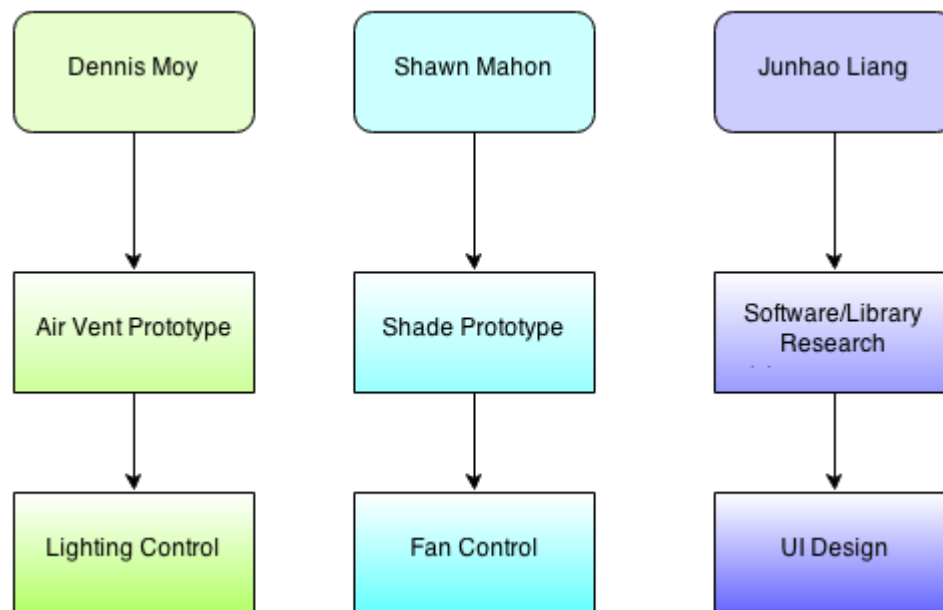 Dennis Moy
Shawn Mahon
Junhao Liang
Air Vent Prototype
Shade Prototype
Software/Library
Research
Lighting Control
Fan Control
UI Design